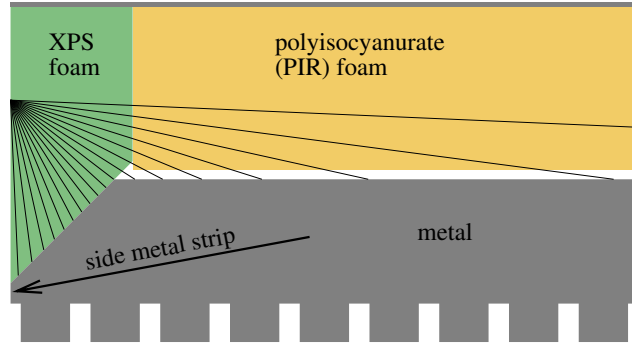 XPS
foam
polyisocyanurate
(PIR) foam
metal
side metal strip